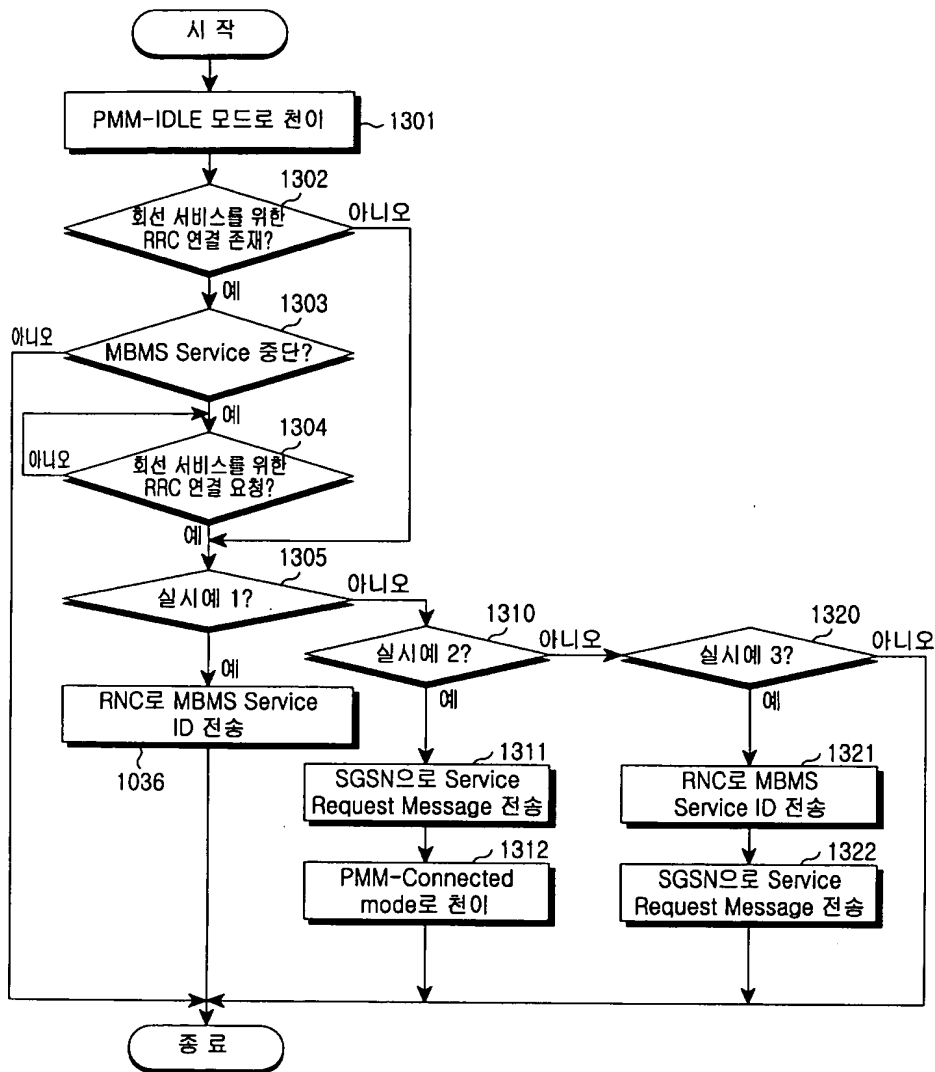 시 작
PMM-IDLE 모드로 천이
1301
1302
회선 서비스를 위한
RRC 연결 존재?
아니오
예
1303
아니오
MBMS Service 중단?
예
1304
아니오
회선 서비스를 위한
RRC 연결 요청?
예
1305
실시예 1?
아니오
1310
실시예 2?
아니오
1320
실시예 3?
아니오
예
예
예
RNC로 MBMS Service
ID 전송
1036
1311
SGSN으로 Service
Request Message 전송
1321
RNC로 MBMS
Service ID 전송
1312
PMM-Connected
mode로 천이
1322
SGSN으로 Service
Request Message 전송
종 료